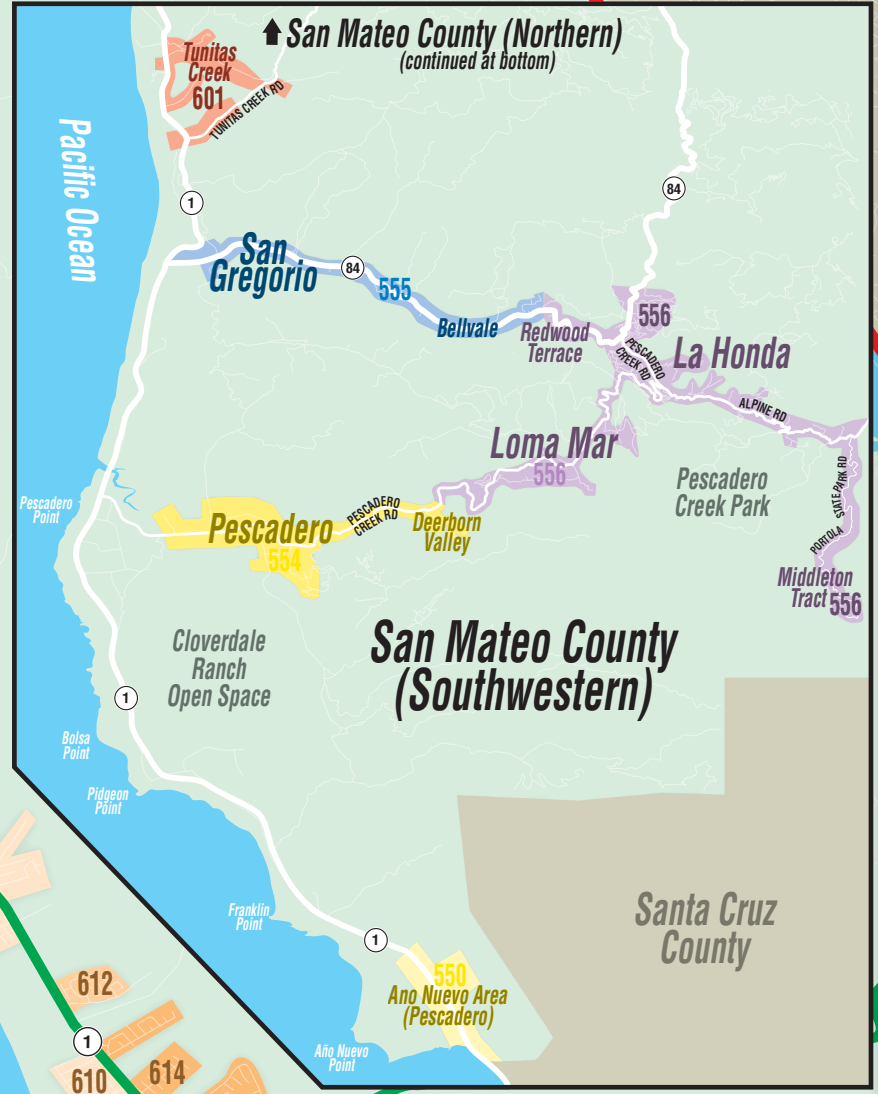 San Mateo County (Northern)
(continued at bottom)
Tunitas
Creek
601
TUNITAS CREEK RD
Pacific Ocean
1
84
San
Gregorio
84
555
Bellvale
Redwood
Terrace
556
PESCADERO
CREEK RD
La Honda
ALPINE RD
Loma Mar
556
Pescadero
Creek Park
PORTOLA STATE PARK RD
Pescadero
Point
Pescadero
554
PESCADERO
CREEK RD
Deerborn
Valley
Middleton
Tract 556
San Mateo County
(Southwestern)
Cloverdale
Ranch
Open Space
1
Bolsa
Point
Pidgeon
Point
Franklin
Point
1
Santa Cruz
County
550
Ano Nuevo Area
(Pescadero)
Año Nuevo
Point
612
1
610
614